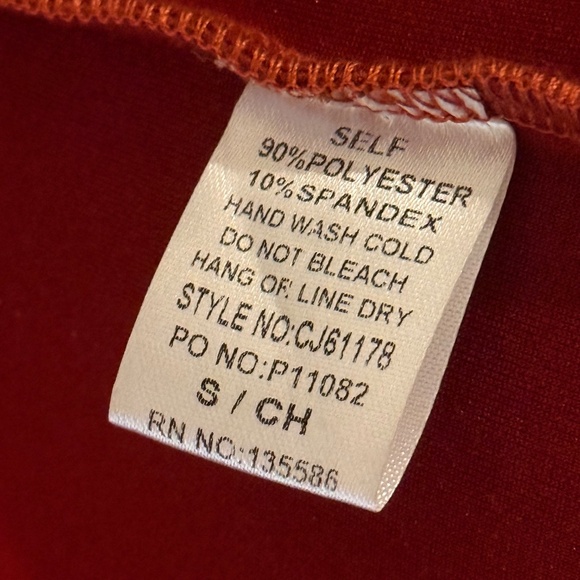 SELF
90%POLYESTER
10%SPANDEX
HAND WASH COLD
DO NOT BLEACH
HANG OR LINE DRY
STYLE NO:CJ61178
PO NO:P11082
S / CH
RN NO:135586